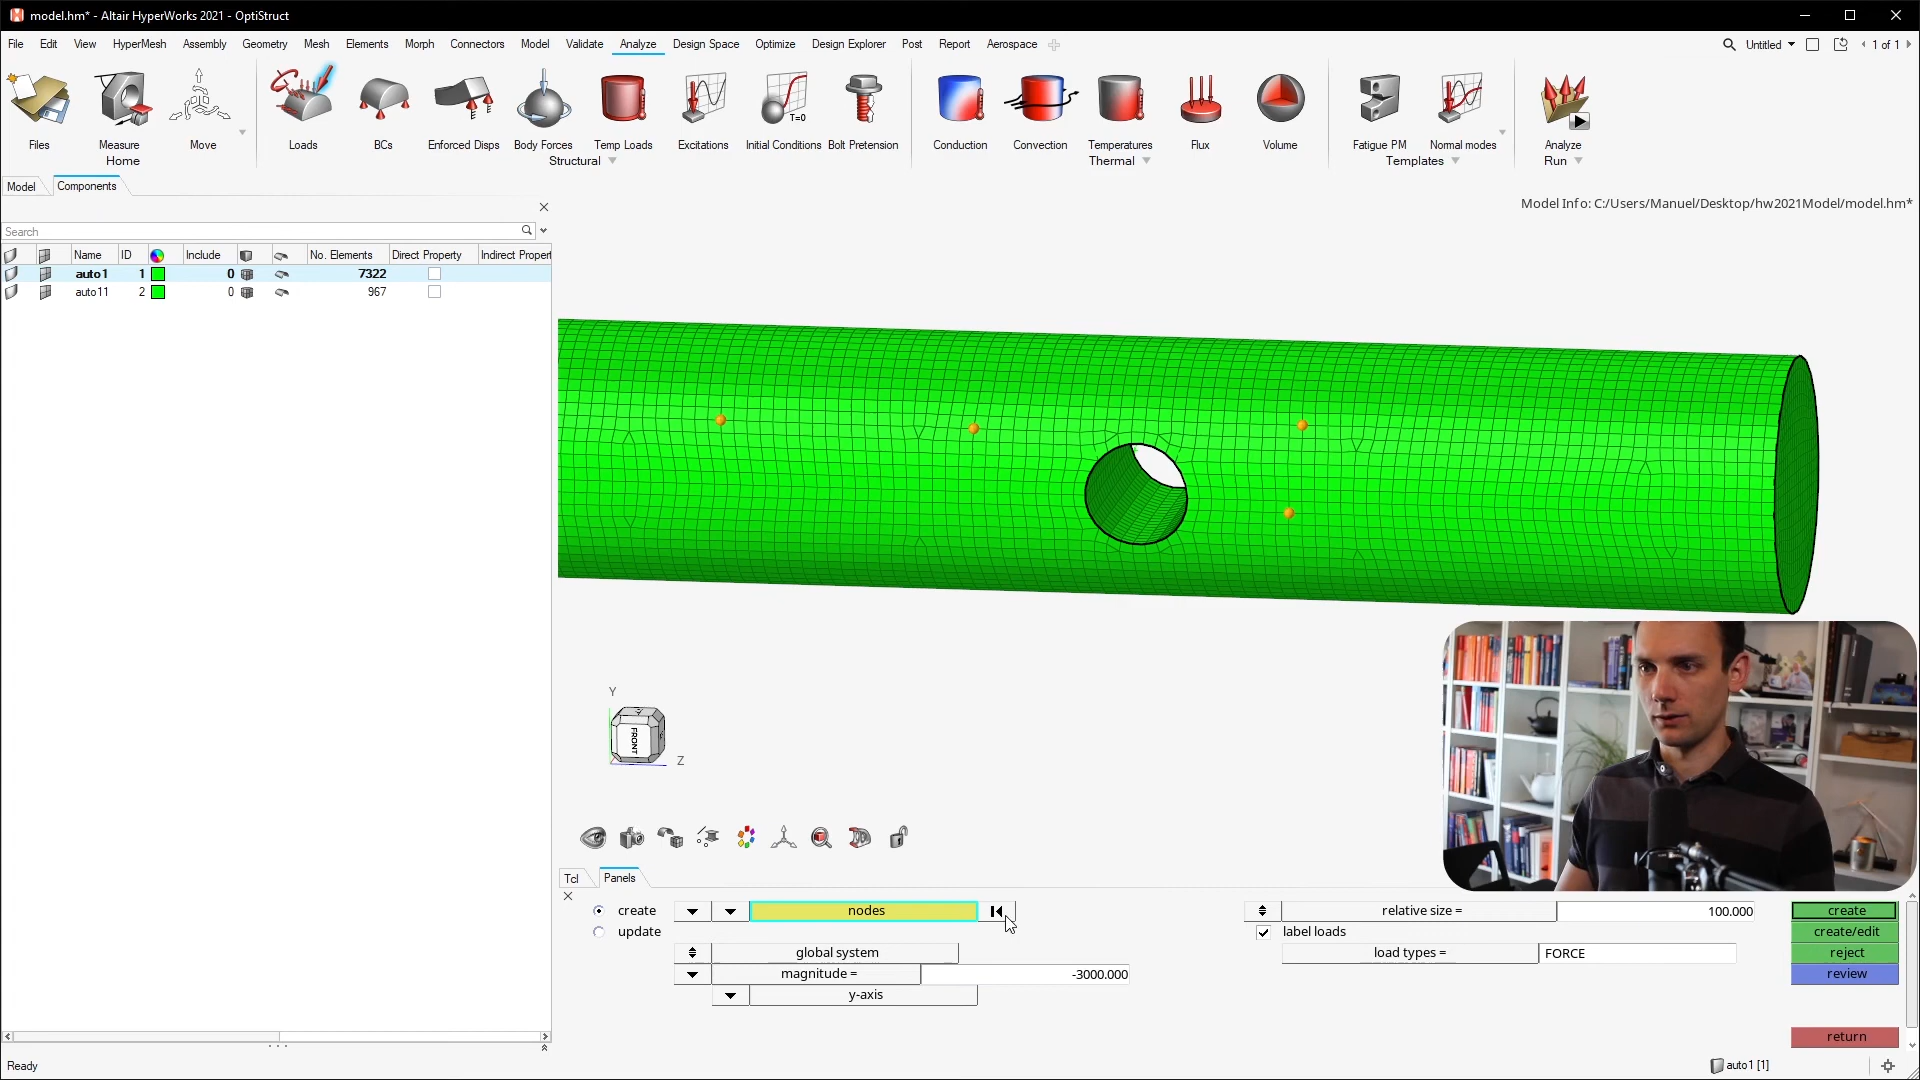 model.hm* - Altair HyperWorks 2021 - OptiStruct
File Edit View HyperMesh Assembly Geometry Mesh Elements Morph Connectors Model Validate Analyze Design Space Optimize Design Explorer Post Report Aerospace Untitled 1 of 1
T=0
Files Measure Move Loads BCs Enforced Disps Body Forces Temp Loads Excitations Initial Conditions Bolt Pretension Conduction Convection Temperatures Flux Volume Fatigue PM Normal modes Analyze
Home Structural Thermal Templates Run
Model Components
Model Info: C:/Users/Manuel/Desktop/hw2021Model/model.hm*
Search
Name ID Include No. Elements Direct Property Indirect Propert
auto1 1 0 7322
auto11 2 0 967
Y
FRONT
Z
Tcl Panels
create nodes relative size = 100.000 create
update label loads create/edit
global system load types = FORCE reject
magnitude = -3000.000 review
y-axis
return
Ready auto1 [1]